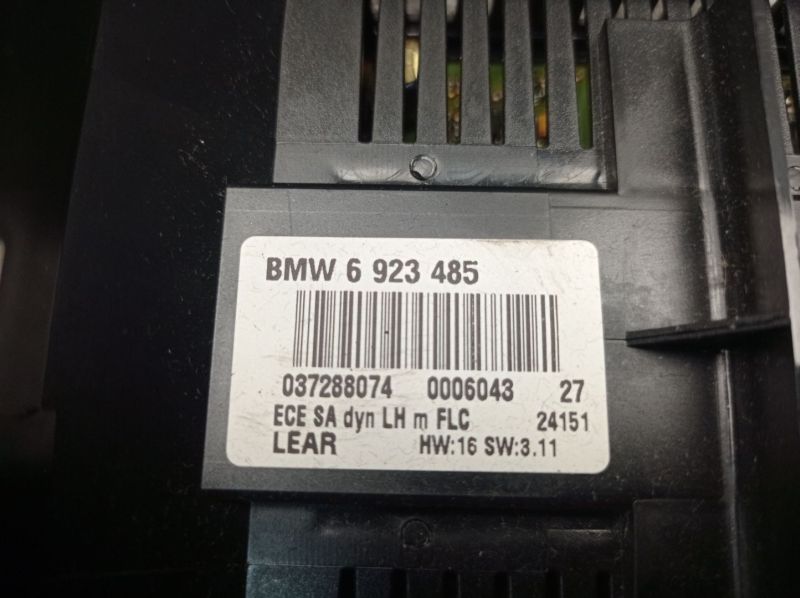 BMW 6 923 485
037288074 0006043 27
ECE SA dyn LH m FLC 24151
LEAR HW:16 SW:3.11